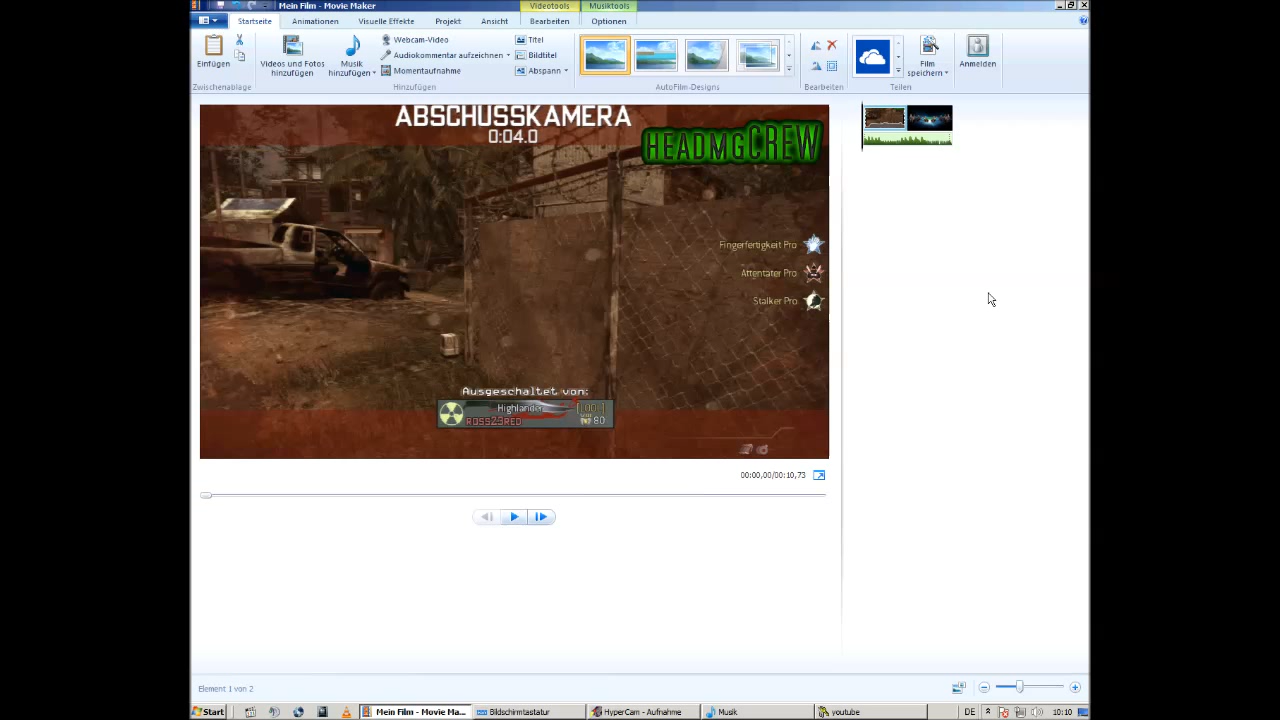 Mein Film - Movie Maker
Videotools
Musiktools
Startseite
Animationen
Visuelle Effekte
Projekt
Ansicht
Bearbeiten
Optionen
Einfügen
Zwischenablage
Videos und Fotos hinzufügen
Musik hinzufügen
Webcam-Video
Audiokommentar aufzeichnen
Momentaufnahme
Hinzufügen
Titel
Bildtitel
Abspann
AutoFilm-Designs
Bearbeiten
Film speichern
Teilen
Anmelden
ABSCHUSSKAMERA
0:04.0
HEADMGCREW
Fingerfertigkeit Pro
Attentäter Pro
Stalker Pro
Ausgeschaltet von:
Highlander
ROSSZ9RED
80
00:00,00/00:10,73
Element 1 von 2
Start
Mein Film - Movie Ma...
Bildschirmtastatur
HyperCam - Aufnahme
Musik
youtube
DE
10:10